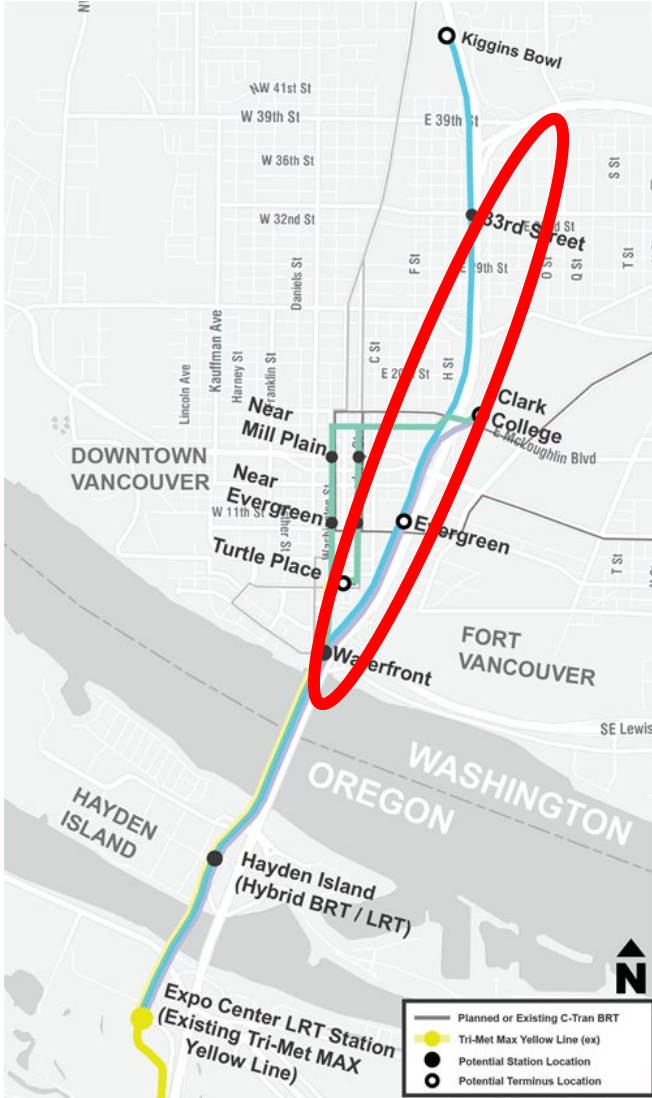 Kiggins Bowl
NW 41st St
W 39th St
E 39th St
W 36th St
S St
W 32nd St
33rd Street
Daniels St
F St
E 29th St
O St
Q St
T St
Kauffman Ave
Harney St
Franklin St
Lincoln Ave
C St
H St
Clark
College
Near
Mill Plain
E McLoughlin Blvd
DOWNTOWN
VANCOUVER
Near
Evergreen
W 11th St
Washington St
Evergreen
Turtle Place
T St
FORT
VANCOUVER
Waterfront
SE Lewis
WASHINGTON
OREGON
HAYDEN
ISLAND
Hayden Island
(Hybrid BRT / LRT)
N
Expo Center LRT Station
(Existing Tri-Met MAX
Yellow Line)
Planned or Existing C-Tran BRT
Tri-Met Max Yellow Line (ex)
Potential Station Location
Potential Terminus Location